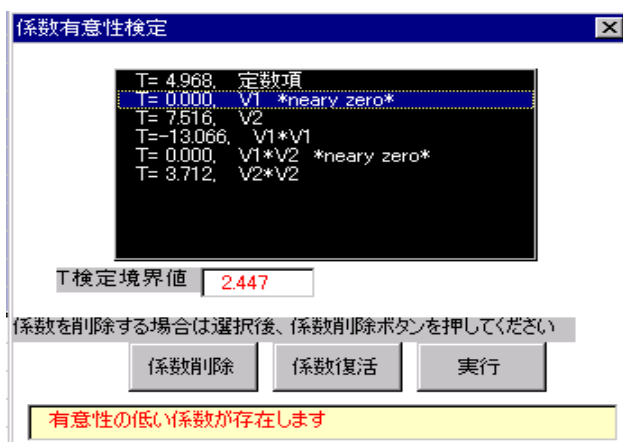 係数有意性検定
T= 4.968, 定数項
T= 0.000, V1 *neary zero*
T= 7.516, V2
T=-13.066, V1*V1
T= 0.000, V1*V2 *neary zero*
T= 3.712, V2*V2
T検定境界値 2.447
係数を削除する場合は選択後、係数削除ボタンを押してください
係数削除 係数復活 実行
有意性の低い係数が存在します